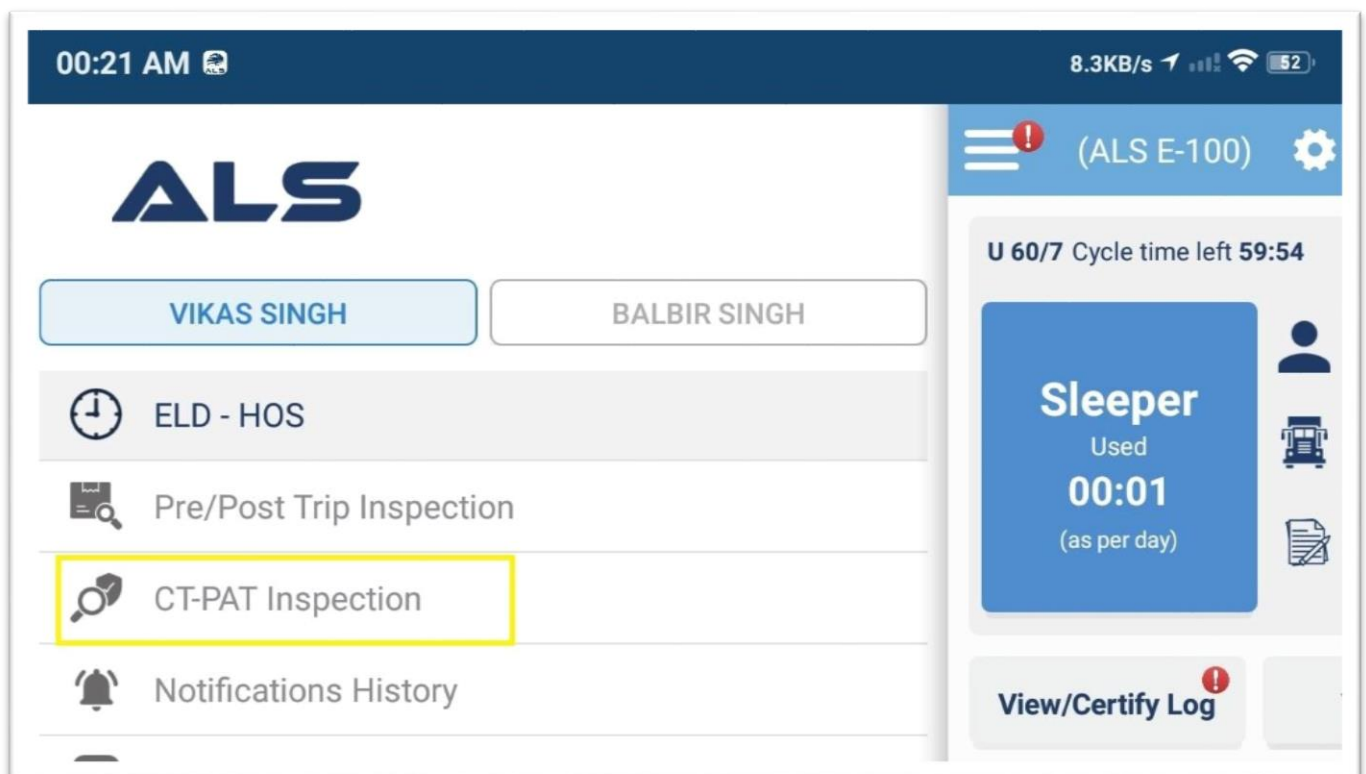 00:21 AM
8.3KB/s
52
ALS
(ALS E-100)
VIKAS SINGH
BALBIR SINGH
U 60/7 Cycle time left 59:54
ELD - HOS
Pre/Post Trip Inspection
CT-PAT Inspection
Notifications History
Sleeper
Used
00:01
(as per day)
View/Certify Log